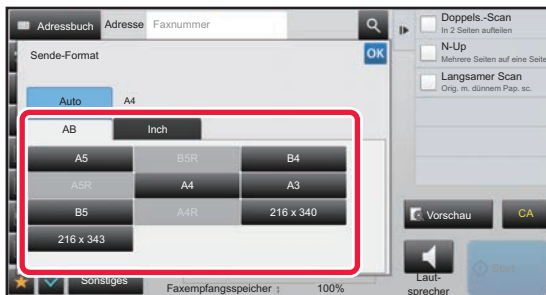 Adressbuch Adresse Faxnummer
Sende-Format OK
Auto A4
AB Inch
A5 B5R B4
A5R A4 A3
B5 A4R 216 x 340
216 x 343
Sonstiges
Faxempfangsspeicher : 100%
Doppels.-Scan
In 2 Seiten aufteilen
N-Up
Mehrere Seiten auf eine Seite
Langsamer Scan
Orig. m. dünnem Pap. sc.
Vorschau CA
Laut-
sprecher
Start